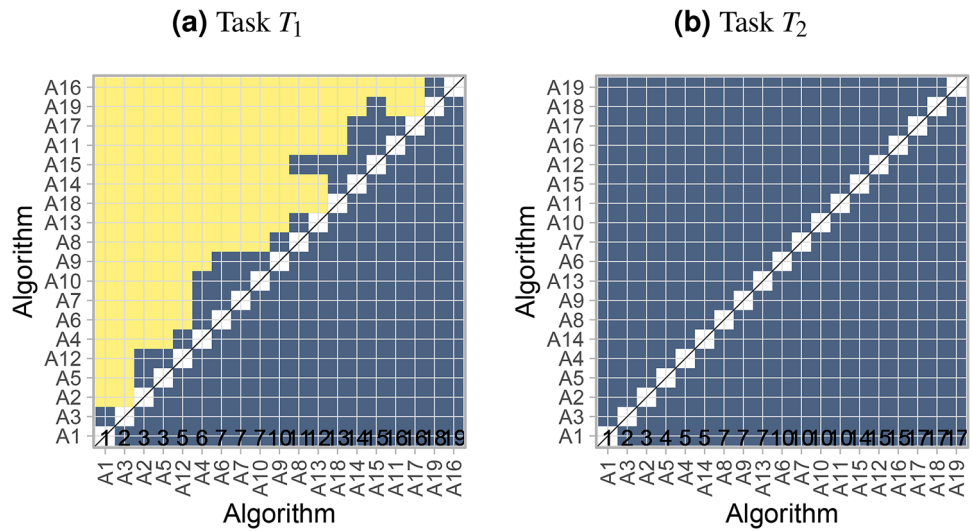 (a) Task T₁
Algorithm
A16
A19
A17
A11
A15
A14
A18
A13
A8
A9
A10
A7
A6
A4
A12
A5
A2
A3
A1
1 2 3 3 5 6 7 7 7 10 11 12 13 14 15 16 16 18 19
A1 A3 A2 A5 A12 A4 A6 A7 A10 A9 A8 A13 A18 A14 A15 A11 A17 A19 A16
Algorithm
(b) Task T₂
Algorithm
A19
A18
A17
A16
A12
A15
A11
A10
A7
A6
A13
A9
A8
A14
A4
A5
A2
A3
A1
1 2 3 4 5 5 7 7 7 10 10 10 10 14 15 15 17 17 17
A1 A3 A2 A5 A4 A14 A8 A9 A13 A6 A7 A10 A11 A15 A12 A16 A17 A18 A19
Algorithm